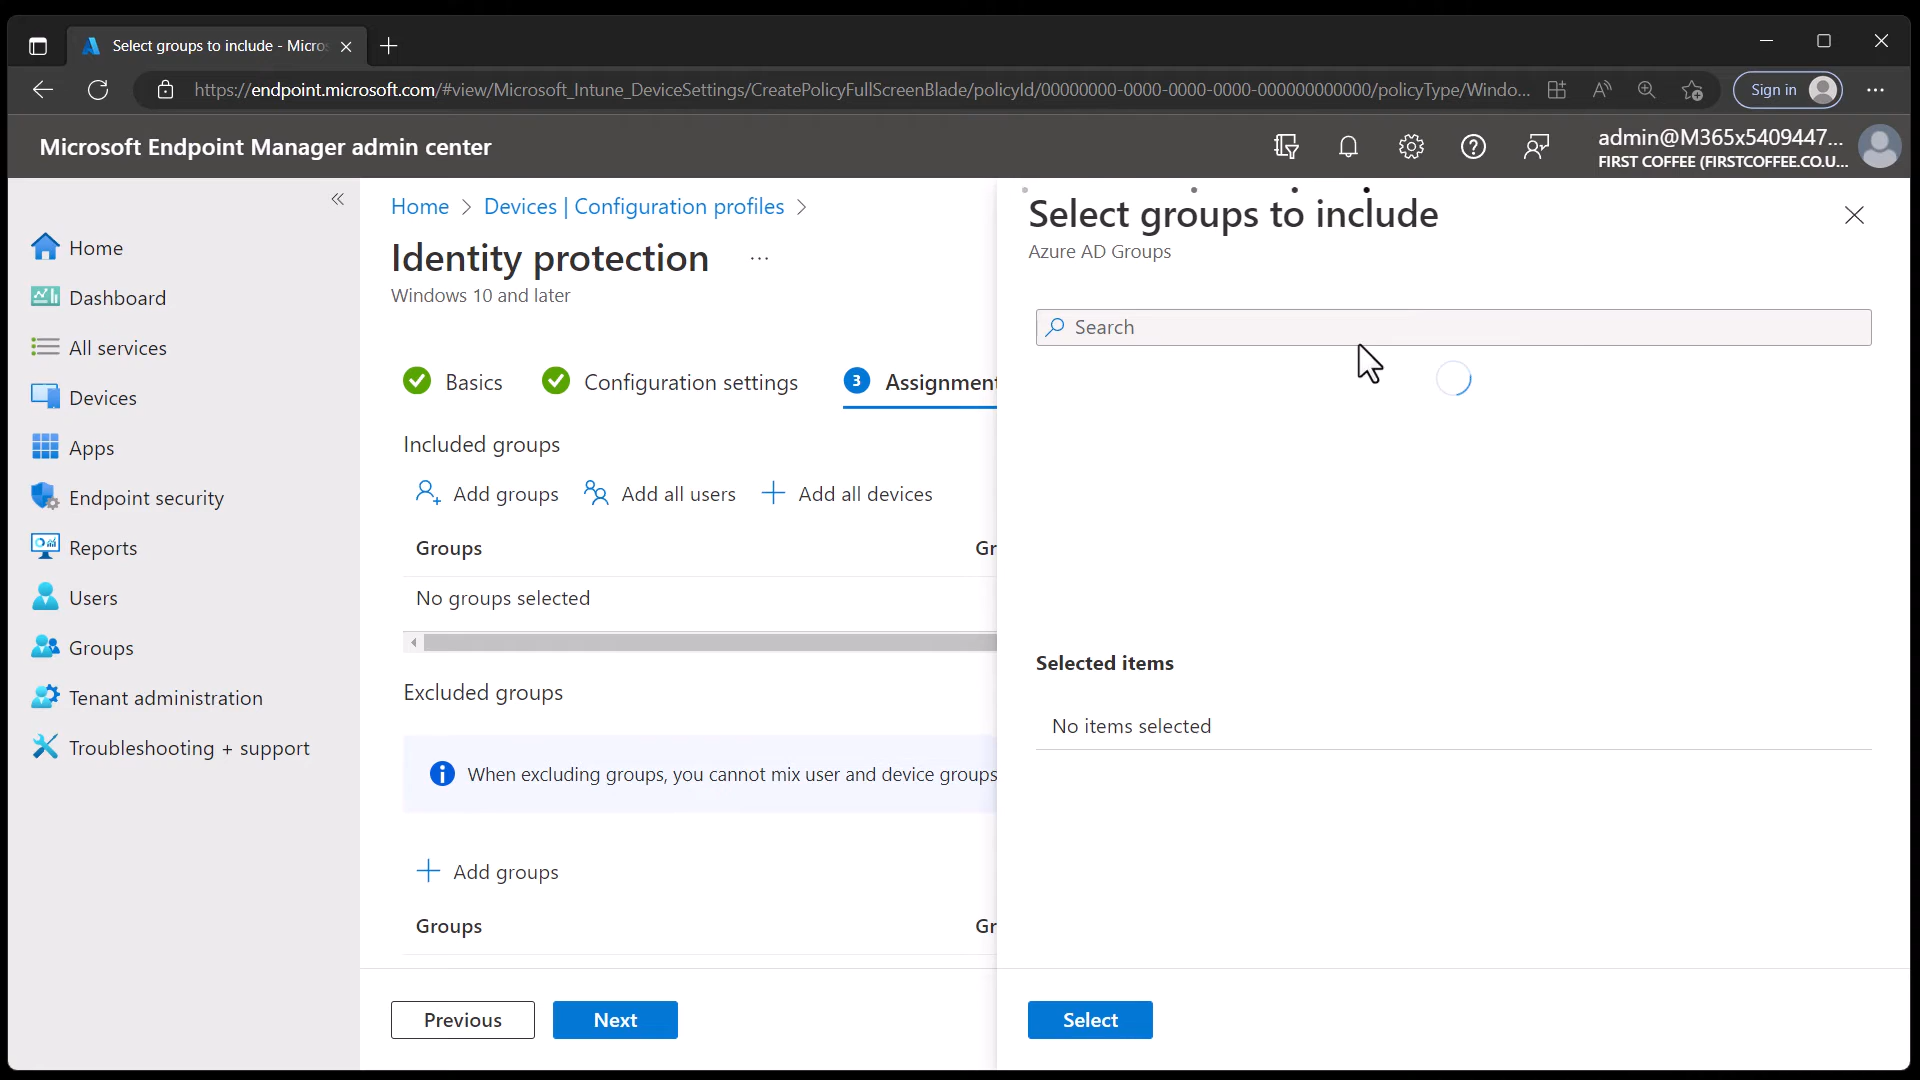 Select groups to include - Micros
https://endpoint.microsoft.com/#view/Microsoft_Intune_DeviceSettings/CreatePolicyFullScreenBlade/policyId/00000000-0000-0000-0000-000000000000/policyType/Windo...
Sign in
Microsoft Endpoint Manager admin center
admin@M365x5409447...
FIRST COFFEE (FIRSTCOFFEE.CO.U...
Home
Dashboard
All services
Devices
Apps
Endpoint security
Reports
Users
Groups
Tenant administration
Troubleshooting + support
Home > Devices | Configuration profiles >
Identity protection ...
Windows 10 and later
Basics
Configuration settings
3 Assignment
Included groups
Add groups
Add all users
Add all devices
Groups
Gr
No groups selected
Excluded groups
When excluding groups, you cannot mix user and device groups
Add groups
Groups
Gr
Previous
Next
Select groups to include
Azure AD Groups
Search
Selected items
No items selected
Select